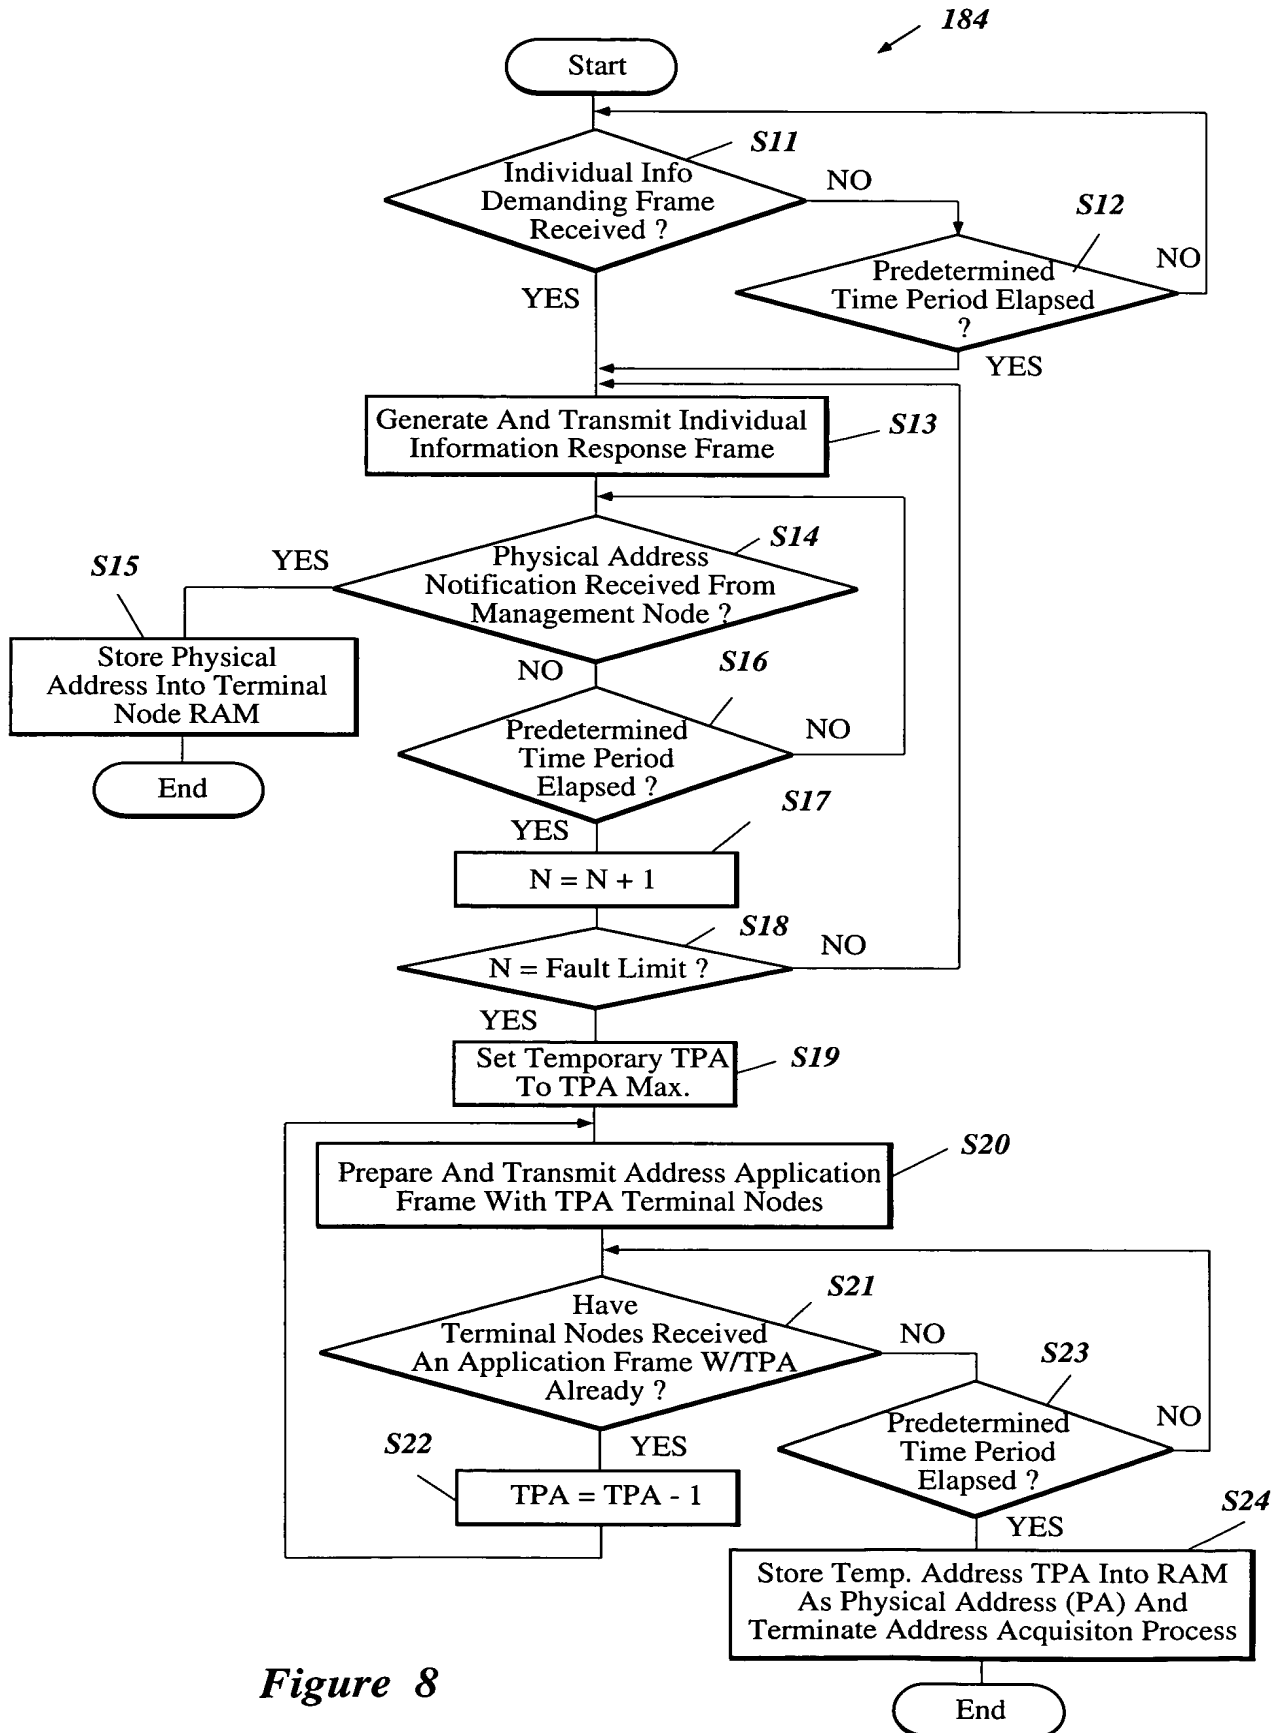 184
Start
S11
Individual Info
Demanding Frame
Received ?
NO
S12
Predetermined
Time Period Elapsed
?
NO
YES
YES
Generate And Transmit Individual
Information Response Frame
S13
S14
Physical Address
Notification Received From
Management Node ?
YES
S15
Store Physical
Address Into Terminal
Node RAM
End
NO
S16
Predetermined
Time Period
Elapsed ?
NO
YES
S17
N = N + 1
S18
N = Fault Limit ?
NO
YES
Set Temporary TPA
To TPA Max.
S19
Prepare And Transmit Address Application
Frame With TPA Terminal Nodes
S20
S21
Have
Terminal Nodes Received
An Application Frame W/TPA
Already ?
NO
S23
Predetermined
Time Period
Elapsed ?
NO
S22
YES
TPA = TPA - 1
YES
S24
Store Temp. Address TPA Into RAM
As Physical Address (PA) And
Terminate Address Acquisiton Process
End
Figure 8